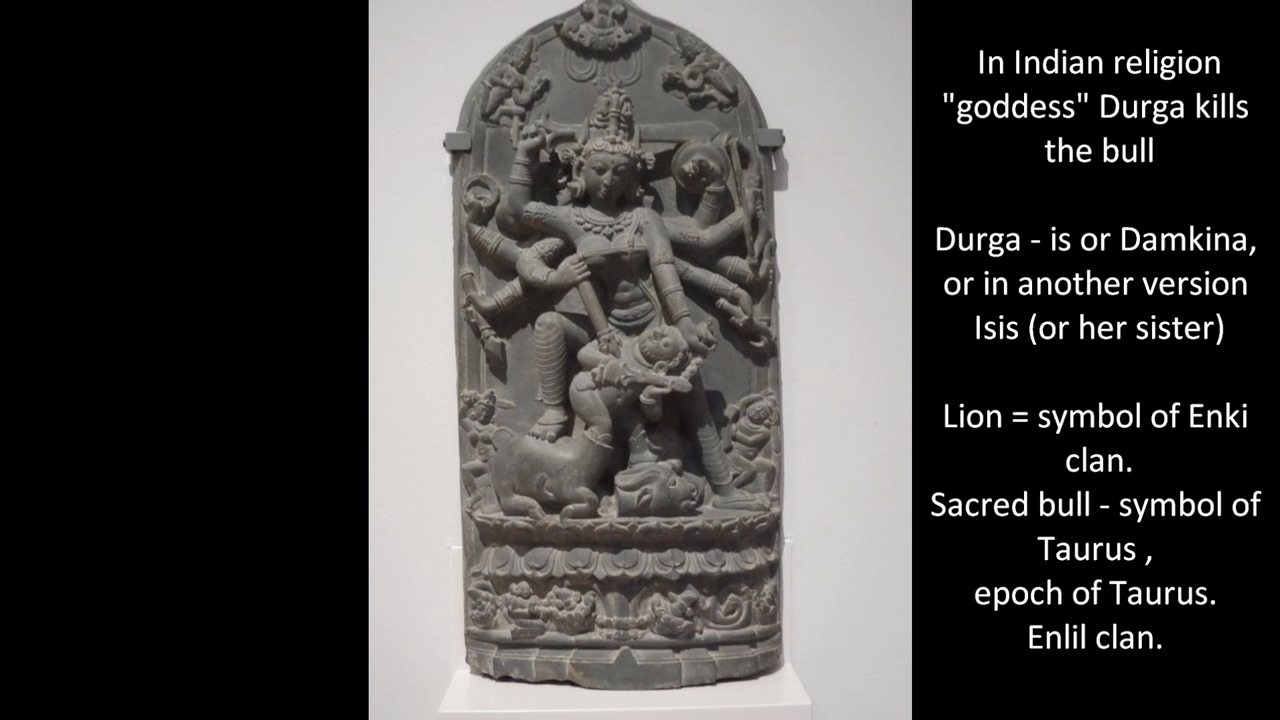 In Indian religion
"goddess" Durga kills
the bull
Durga - is or Damkina,
or in another version
Isis (or her sister)
Lion = symbol of Enki
clan.
Sacred bull - symbol of
Taurus ,
epoch of Taurus.
Enlil clan.